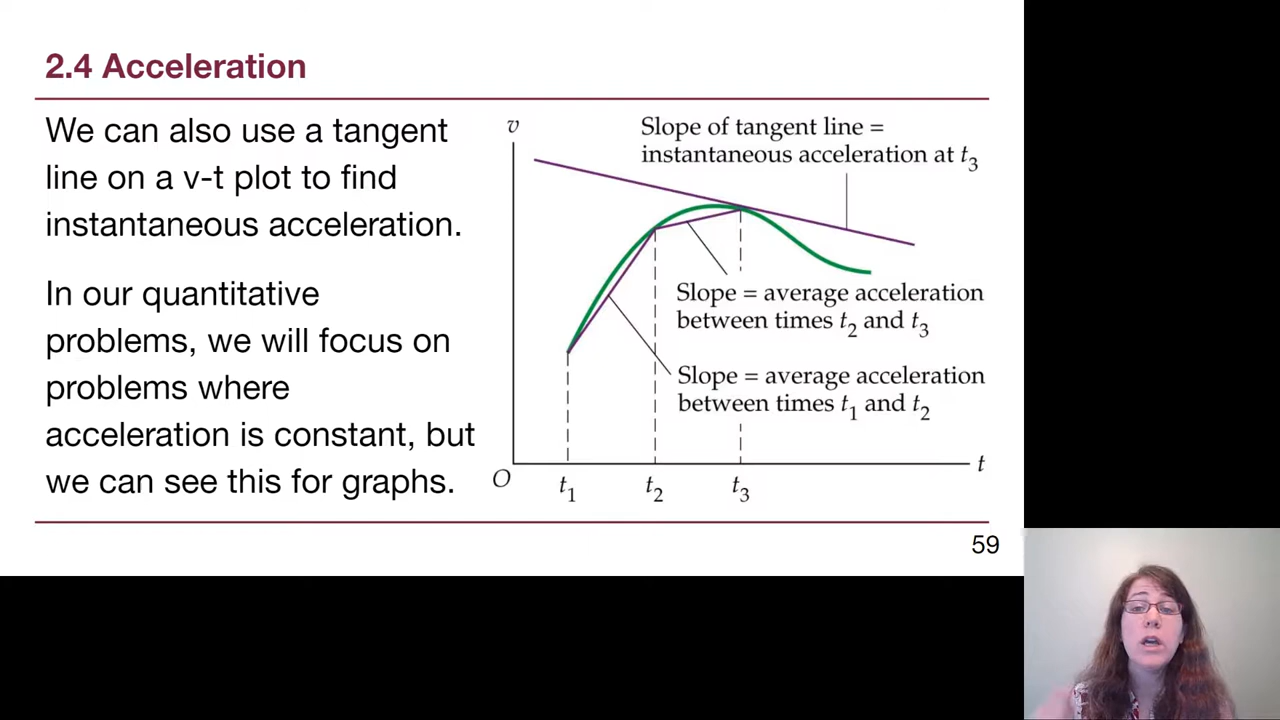 2.4 Acceleration
We can also use a tangent
line on a v-t plot to find
instantaneous acceleration.
In our quantitative
problems, we will focus on
problems where
acceleration is constant, but
we can see this for graphs.
v
Slope of tangent line =
instantaneous acceleration at t3
Slope = average acceleration
between times t2 and t3
Slope = average acceleration
between times t1 and t2
O
t1
t2
t3
t
59